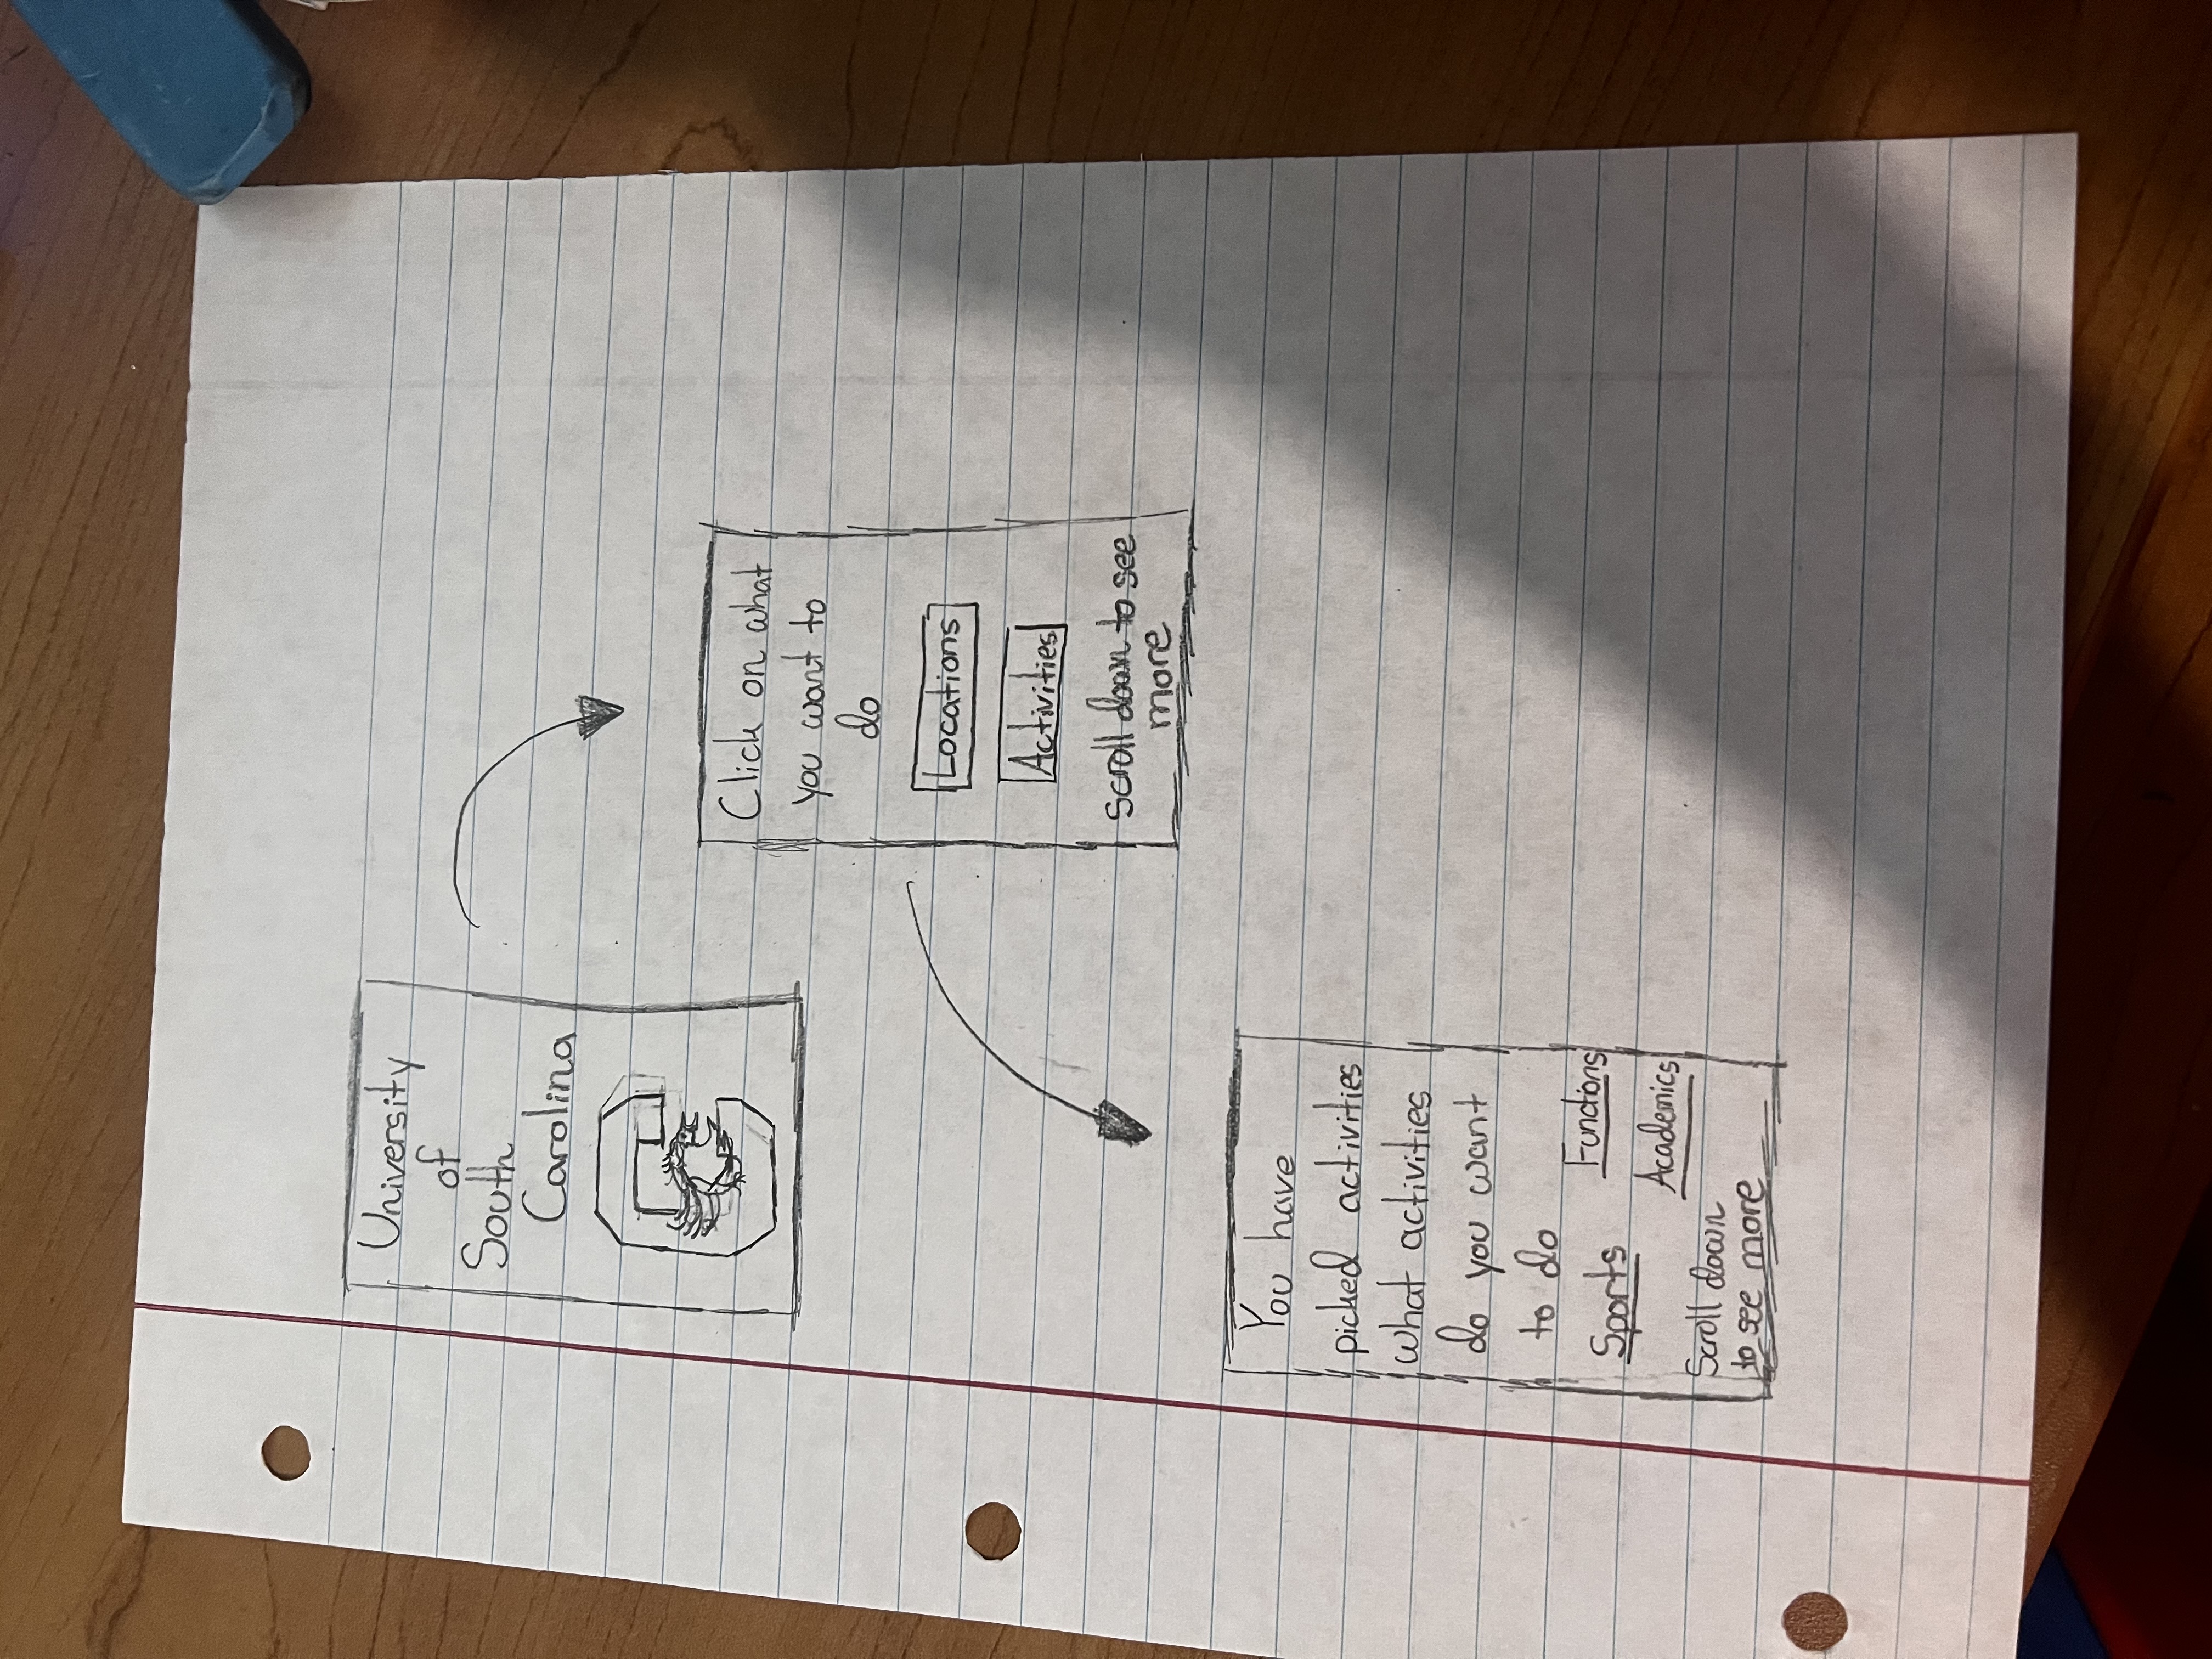 University
of
South
Carolina
Click on what
you want to
do
Locations
Activities
scroll down to see
more
You have
picked activities
what activities
do you want
to do
Functions
Sports
Academics
Scroll down
to see more